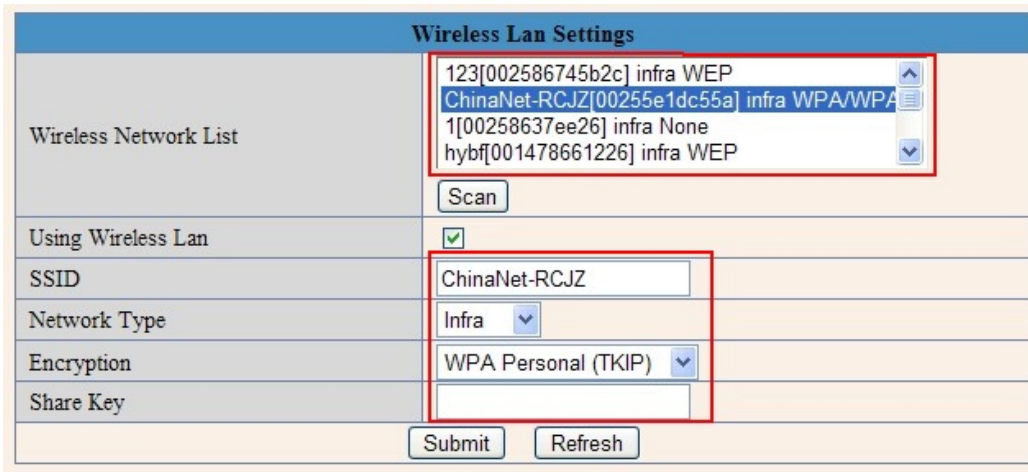 Wireless Lan Settings
Wireless Network List
123[002586745b2c] infra WEP
ChinaNet-RCJZ[00255e1dc55a] infra WPA/WPA
1[00258637ee26] infra None
hybf[001478661226] infra WEP
Scan
Using Wireless Lan
SSID
ChinaNet-RCJZ
Network Type
Infra
Encryption
WPA Personal (TKIP)
Share Key
Submit
Refresh